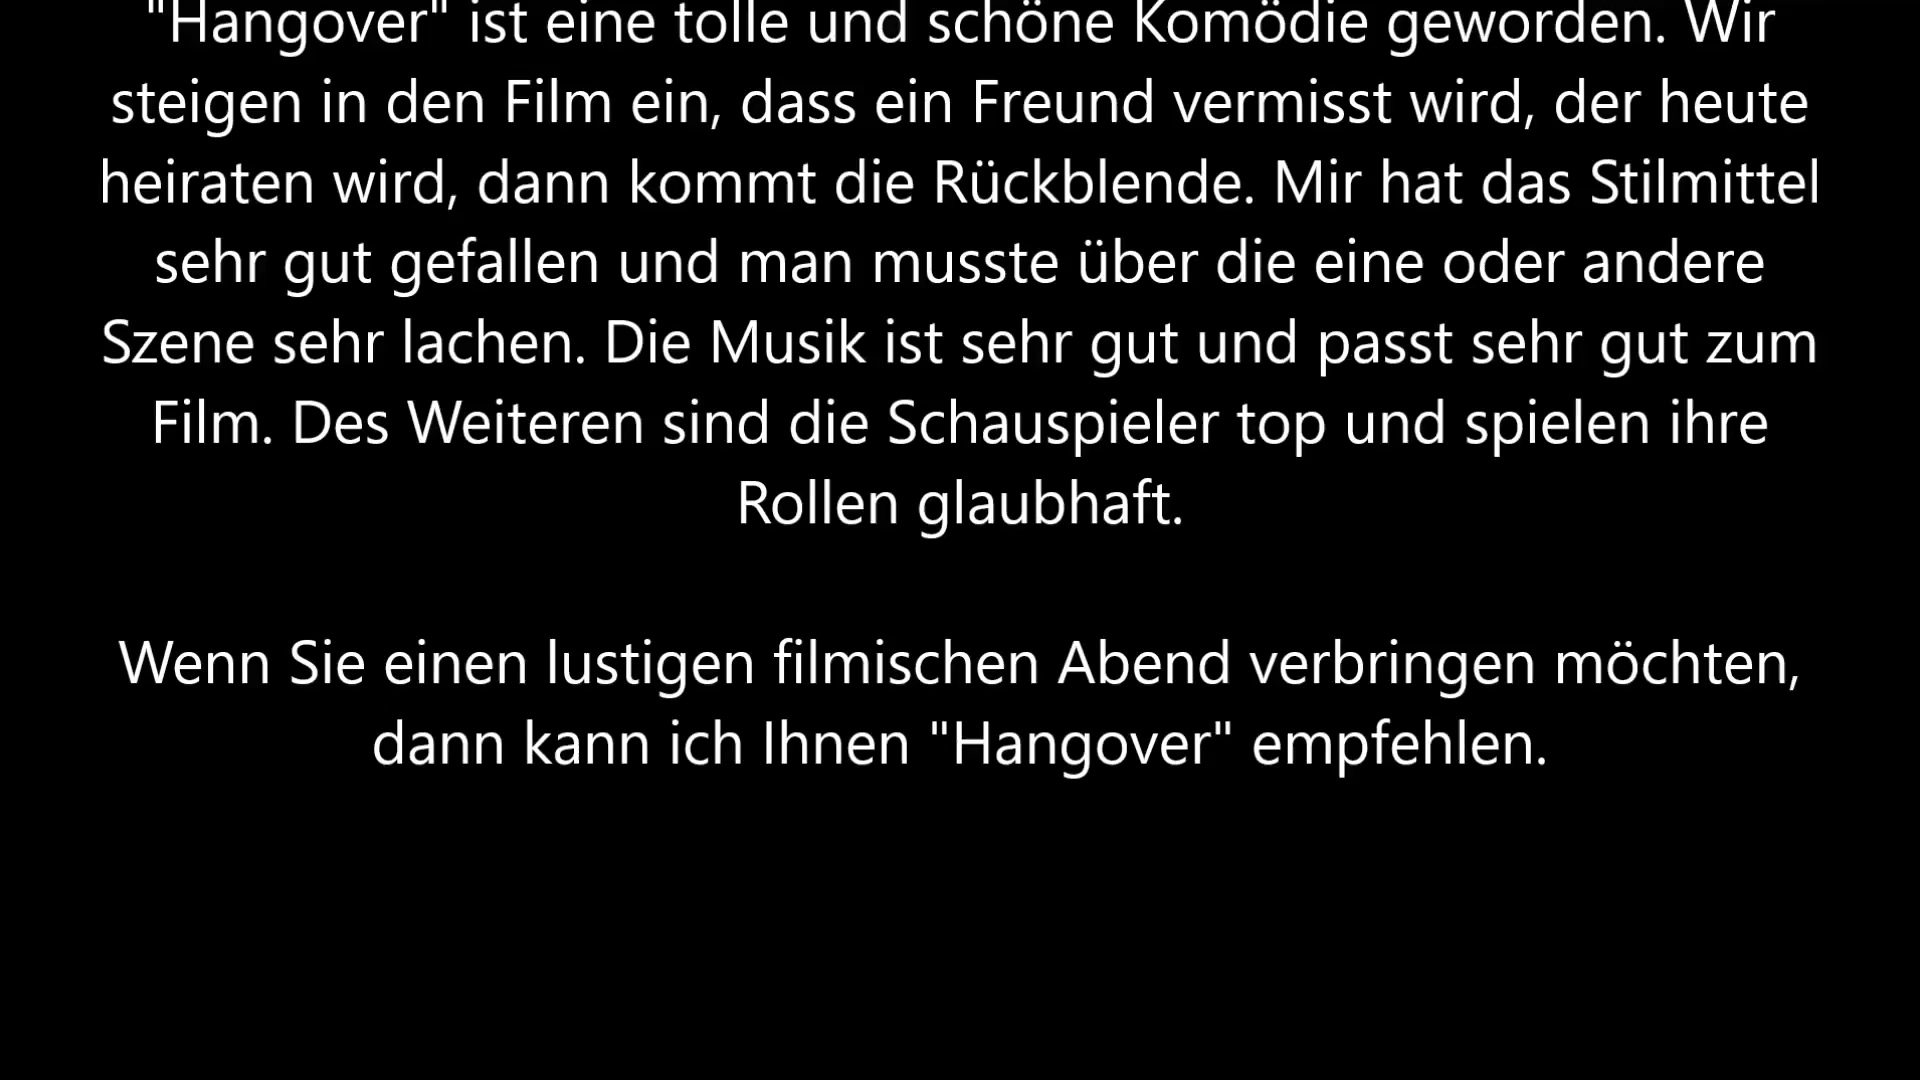 "Hangover" ist eine tolle und schöne Komödie geworden. Wir
steigen in den Film ein, dass ein Freund vermisst wird, der heute
heiraten wird, dann kommt die Rückblende. Mir hat das Stilmittel
sehr gut gefallen und man musste über die eine oder andere
Szene sehr lachen. Die Musik ist sehr gut und passt sehr gut zum
Film. Des Weiteren sind die Schauspieler top und spielen ihre
Rollen glaubhaft.
Wenn Sie einen lustigen filmischen Abend verbringen möchten,
dann kann ich Ihnen "Hangover" empfehlen.